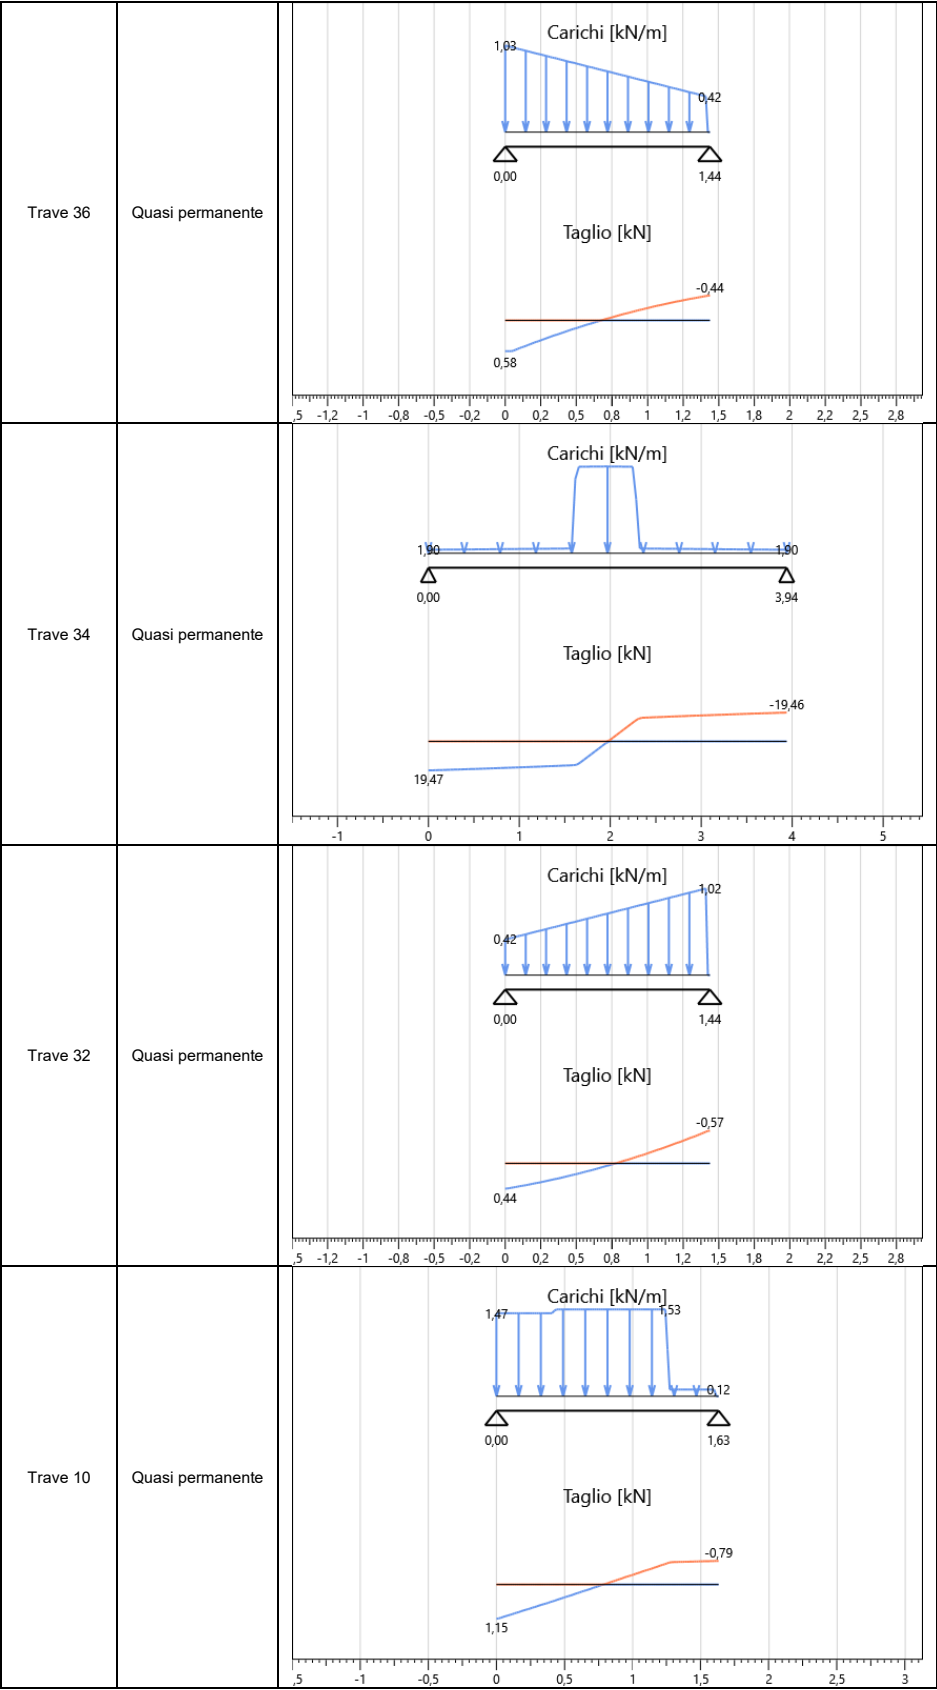 Carichi [kN/m]
1,03
0,42
0,00
1,44
Trave 36
Quasi permanente
Taglio [kN]
-0,44
0,58
,5 -1,2 -1 -0,8 -0,5 -0,2 0 0,2 0,5 0,8 1 1,2 1,5 1,8 2 2,2 2,5 2,8
Carichi [kN/m]
1,90
1,90
0,00
3,94
Trave 34
Quasi permanente
Taglio [kN]
-19,46
19,47
-1 0 1 2 3 4 5
Carichi [kN/m]
1,02
0,42
0,00
1,44
Trave 32
Quasi permanente
Taglio [kN]
-0,57
0,44
,5 -1,2 -1 -0,8 -0,5 -0,2 0 0,2 0,5 0,8 1 1,2 1,5 1,8 2 2,2 2,5 2,8
Carichi [kN/m]
1,47
1,53
0,12
0,00
1,63
Trave 10
Quasi permanente
Taglio [kN]
-0,79
1,15
,5 -1 -0,5 0 0,5 1 1,5 2 2,5 3